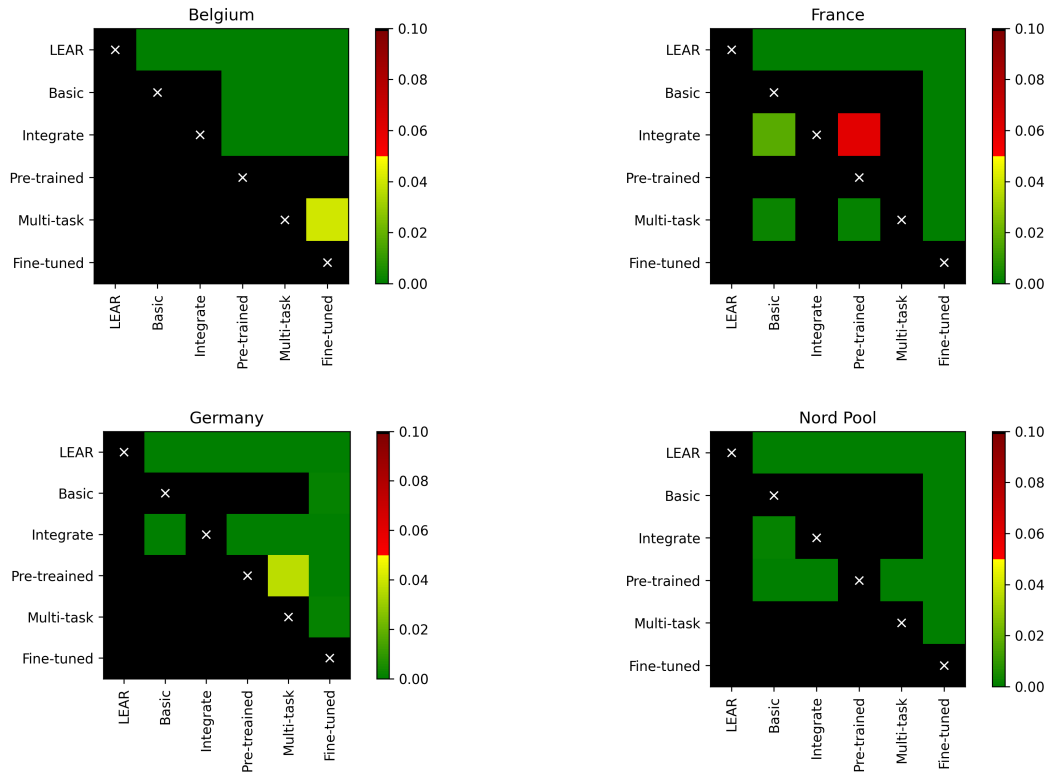 Belgium
LEAR
Basic
Integrate
Pre-trained
Multi-task
Fine-tuned
LEAR
Basic
Integrate
Pre-trained
Multi-task
Fine-tuned
0.10
0.08
0.06
0.04
0.02
0.00
France
LEAR
Basic
Integrate
Pre-trained
Multi-task
Fine-tuned
LEAR
Basic
Integrate
Pre-trained
Multi-task
Fine-tuned
0.10
0.08
0.06
0.04
0.02
0.00
Germany
LEAR
Basic
Integrate
Pre-treained
Multi-task
Fine-tuned
LEAR
Basic
Integrate
Pre-treained
Multi-task
Fine-tuned
0.10
0.08
0.06
0.04
0.02
0.00
Nord Pool
LEAR
Basic
Integrate
Pre-trained
Multi-task
Fine-tuned
LEAR
Basic
Integrate
Pre-trained
Multi-task
Fine-tuned
0.10
0.08
0.06
0.04
0.02
0.00